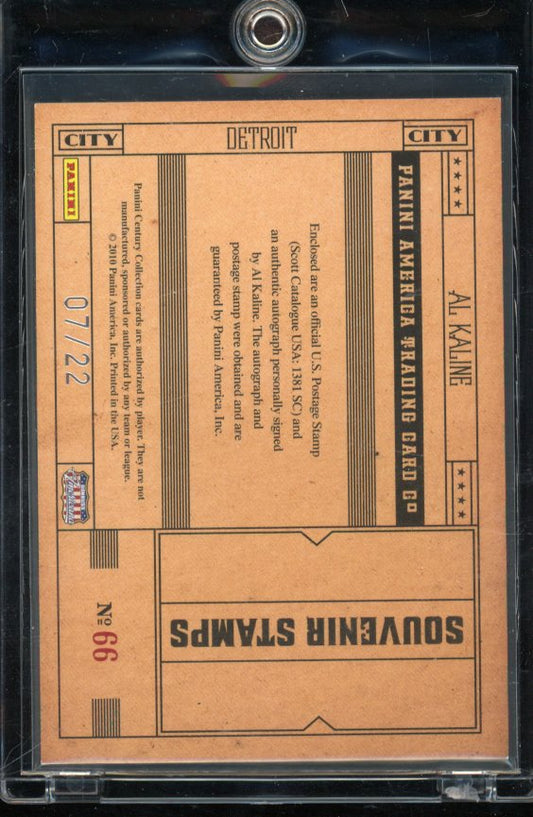 CITY
DETROIT
CITY
★★★★
AL KALINE
★★★★
PANINI AMERICA TRADING CARD Cº
Enclosed are an official U.S. Postage Stamp
(Scott Catalogue USA: 1381 SC) and
an authentic autograph personally signed
by Al Kaline. The autograph and
postage stamp were obtained and are
guaranteed by Panini America, Inc.
Panini Century Collection cards are authorized by player. They are not
manufactured, sponsored or authorized by any team or league.
© 2010 Panini America, Inc. Printed in the USA.
PANINI
07/22
SOUVENIR STAMPS
Nº 66